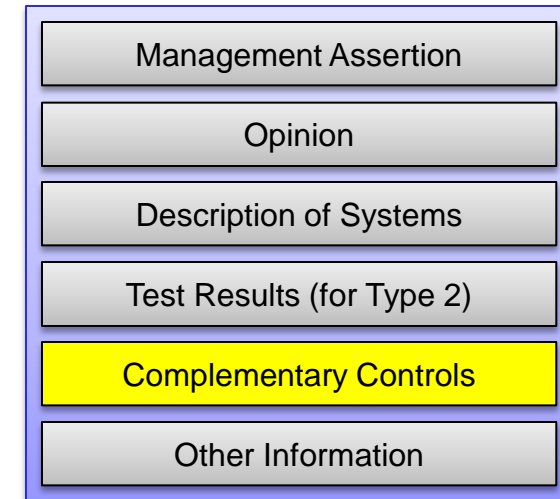 Management Assertion
Opinion
Description of Systems
Test Results (for Type 2)
Complementary Controls
Other Information